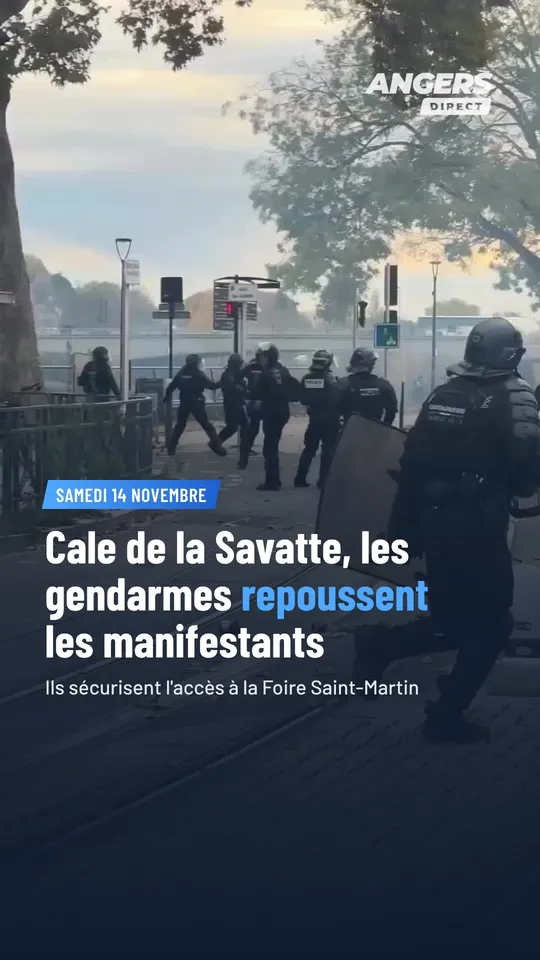 ANGERS
DIRECT
SAMEDI 14 NOVEMBRE
Cale de la Savatte, les
gendarmes repoussent
les manifestants
Ils sécurisent l'accès à la Foire Saint-Martin
GENDARMERIE